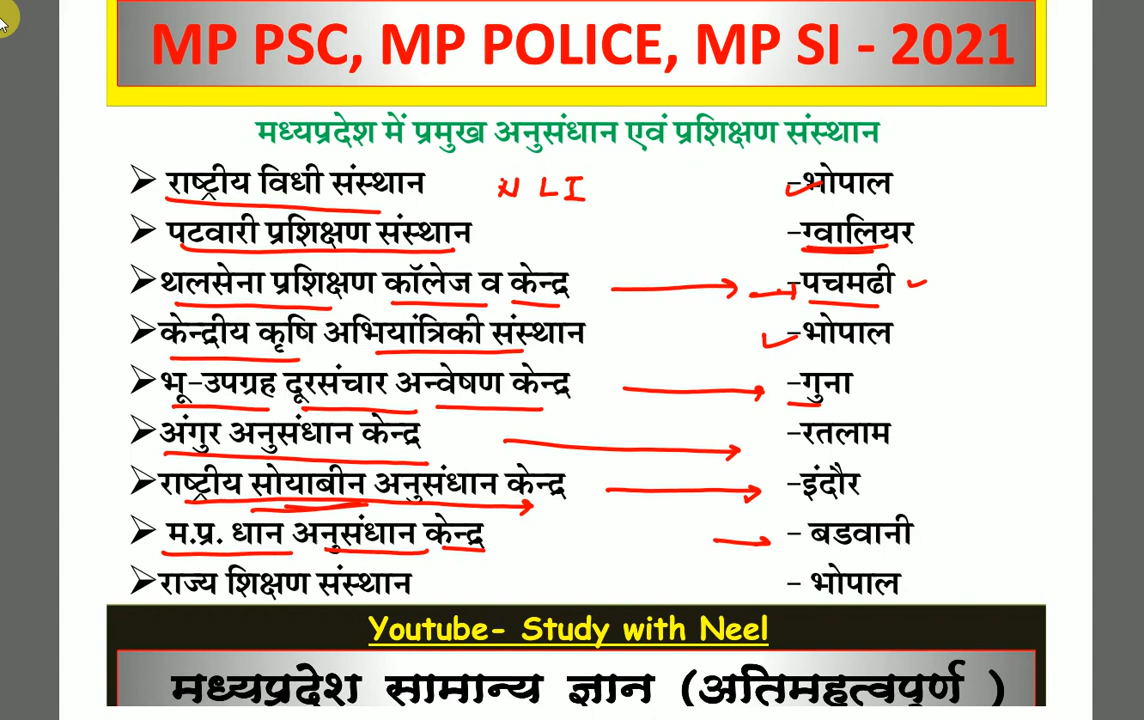 MP PSC, MP POLICE, MP SI - 2021
मध्यप्रदेश में प्रमुख अनुसंधान एवं प्रशिक्षण संस्थान
➢ राष्ट्रीय विधी संस्थान NLI -भोपाल
➢ पटवारी प्रशिक्षण संस्थान -ग्वालियर
➢ थलसेना प्रशिक्षण कॉलेज व केन्द्र -पचमढी
➢ केन्द्रीय कृषि अभियांत्रिकी संस्थान -भोपाल
➢ भू-उपग्रह दूरसंचार अन्वेषण केन्द्र -गुना
➢ अंगुर अनुसंधान केन्द्र -रतलाम
➢ राष्ट्रीय सोयाबीन अनुसंधान केन्द्र -इंदौर
➢ म.प्र. धान अनुसंधान केन्द्र - बडवानी
➢ राज्य शिक्षण संस्थान - भोपाल
Youtube- Study with Neel
मध्यप्रदेश सामान्य ज्ञान (अतिमहत्वपूर्ण )